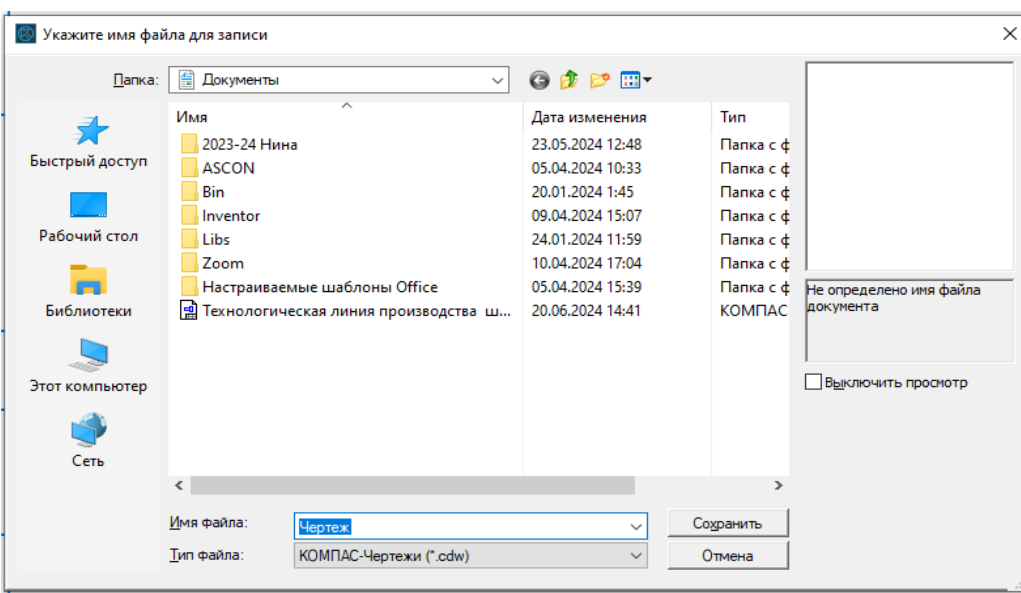 Укажите имя файла для записи
Папка: Документы
Имя Дата изменения Тип
2023-24 Нина 23.05.2024 12:48 Папка с ф
ASCON 05.04.2024 10:33 Папка с ф
Bin 20.01.2024 1:45 Папка с ф
Inventor 09.04.2024 15:07 Папка с ф
Libs 24.01.2024 11:59 Папка с ф
Zoom 10.04.2024 17:04 Папка с ф
Настраиваемые шаблоны Office 05.04.2024 15:39 Папка с ф
Технологическая линия производства ш... 20.06.2024 14:41 КОМПАС
Быстрый доступ
Рабочий стол
Библиотеки
Этот компьютер
Сеть
Не определено имя файла
документа
Выключить просмотр
Имя файла: Чертеж Сохранить
Тип файла: КОМПАС-Чертежи (*.cdw) Отмена